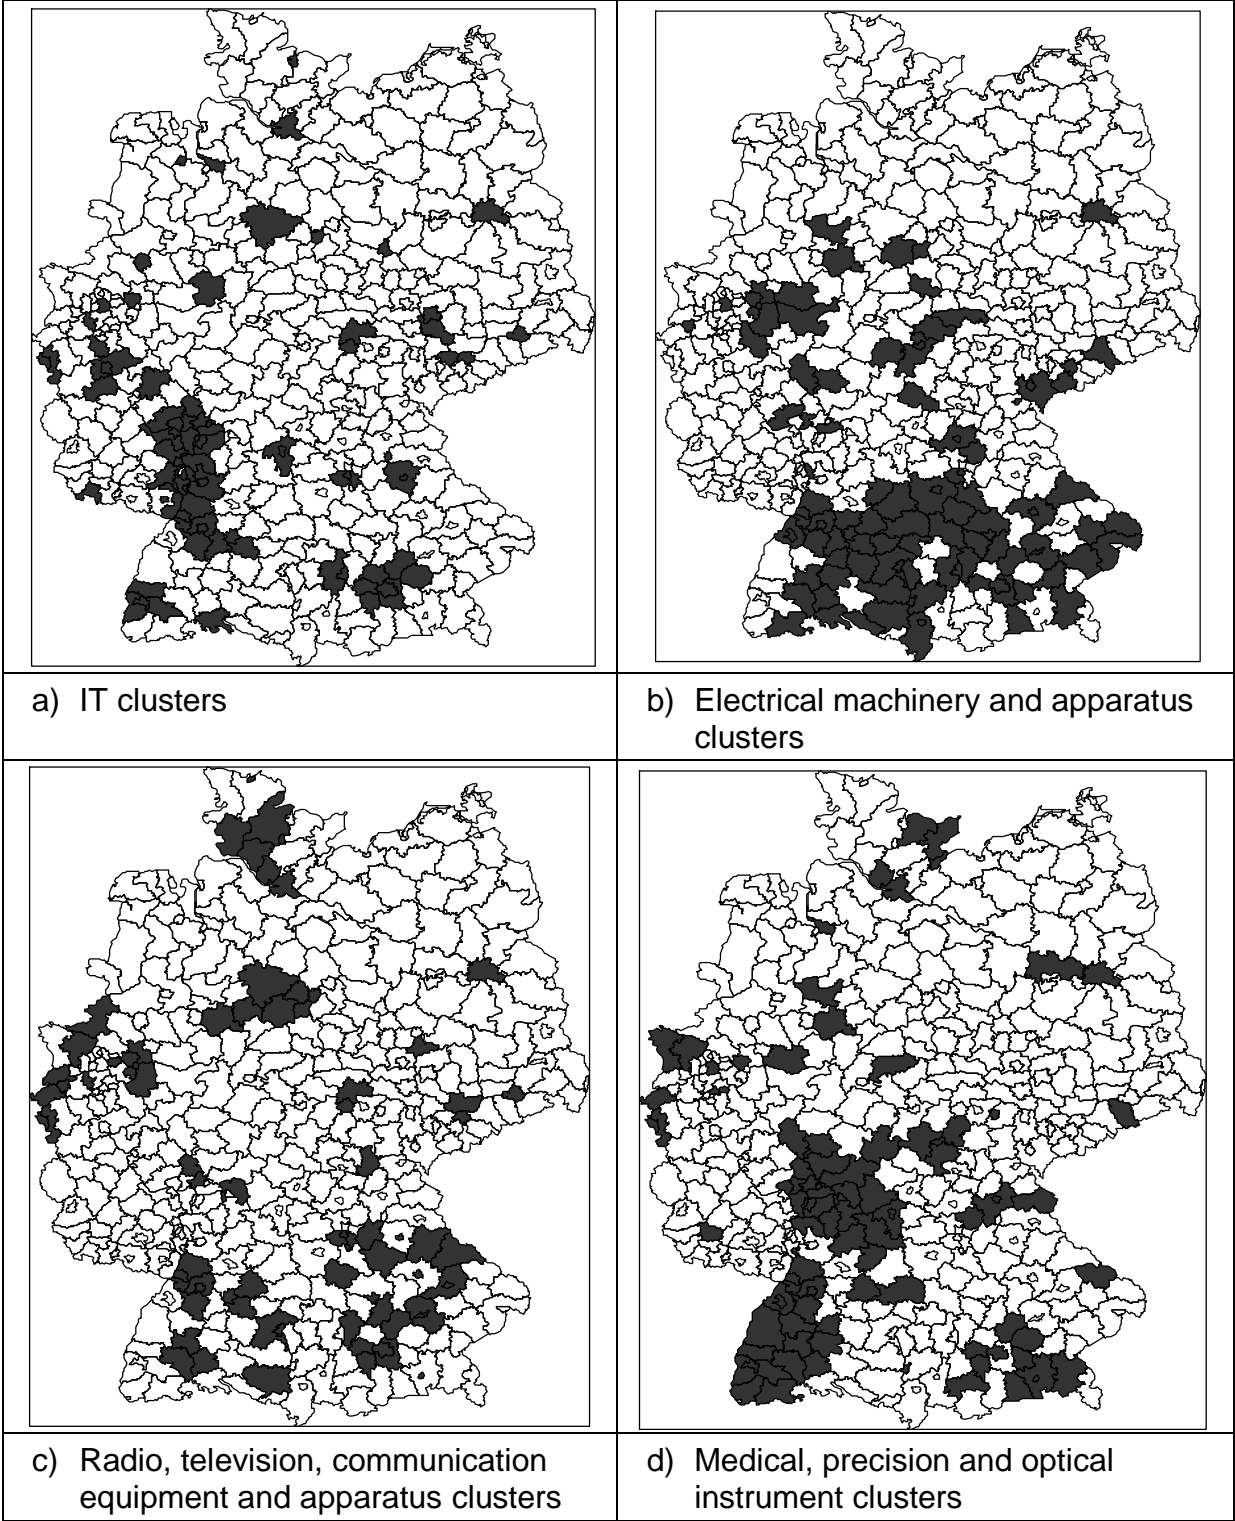 a) IT clusters
b) Electrical machinery and apparatus
clusters
c) Radio, television, communication
equipment and apparatus clusters
d) Medical, precision and optical
instrument clusters